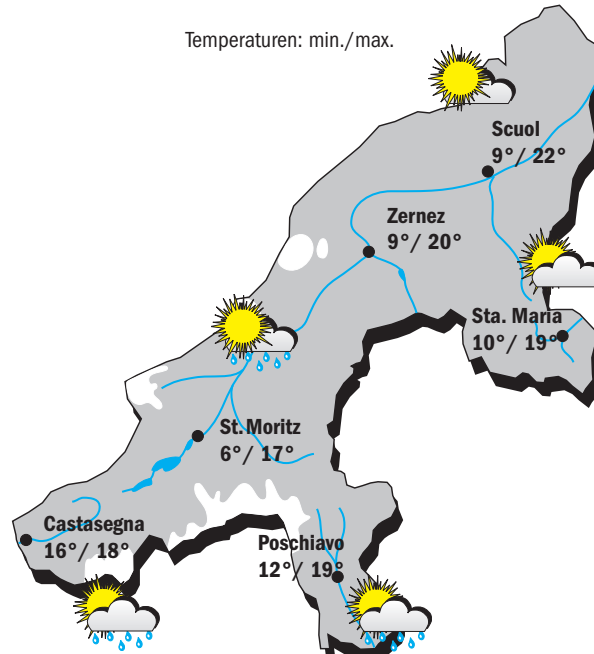 Temperaturen: min./max.
Scuol
9°/ 22°
Zernez
9°/ 20°
Sta. Maria
10°/ 19°
St. Moritz
6°/ 17°
Castasegna
16°/ 18°
Poschiavo
12°/ 19°